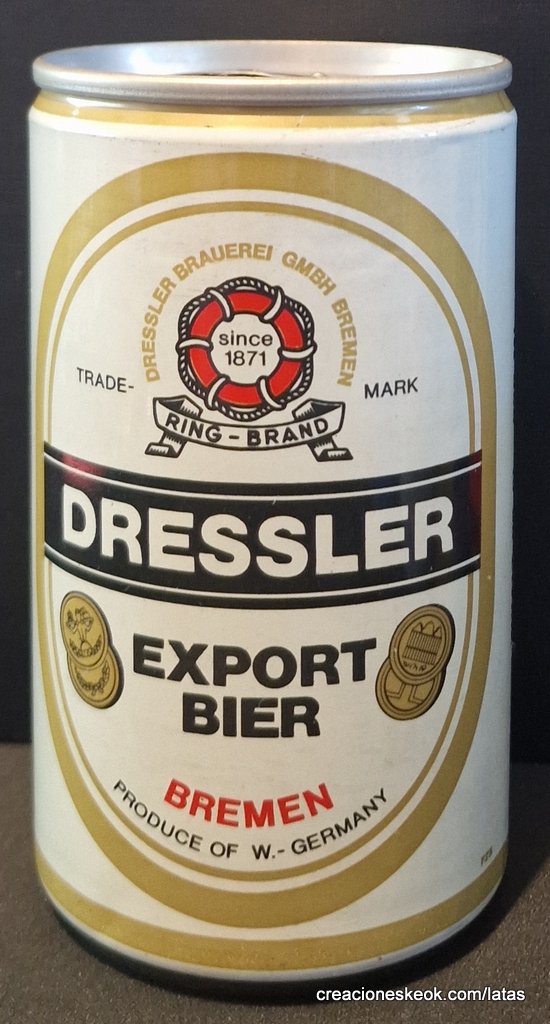 DRESSLER BRAUEREI GMBH BREMEN
since
1871
TRADE- MARK
RING-BRAND
DRESSLER
EXPORT
BIER
BREMEN
PRODUCE OF W.-GERMANY
creacioneskeok.com/latas